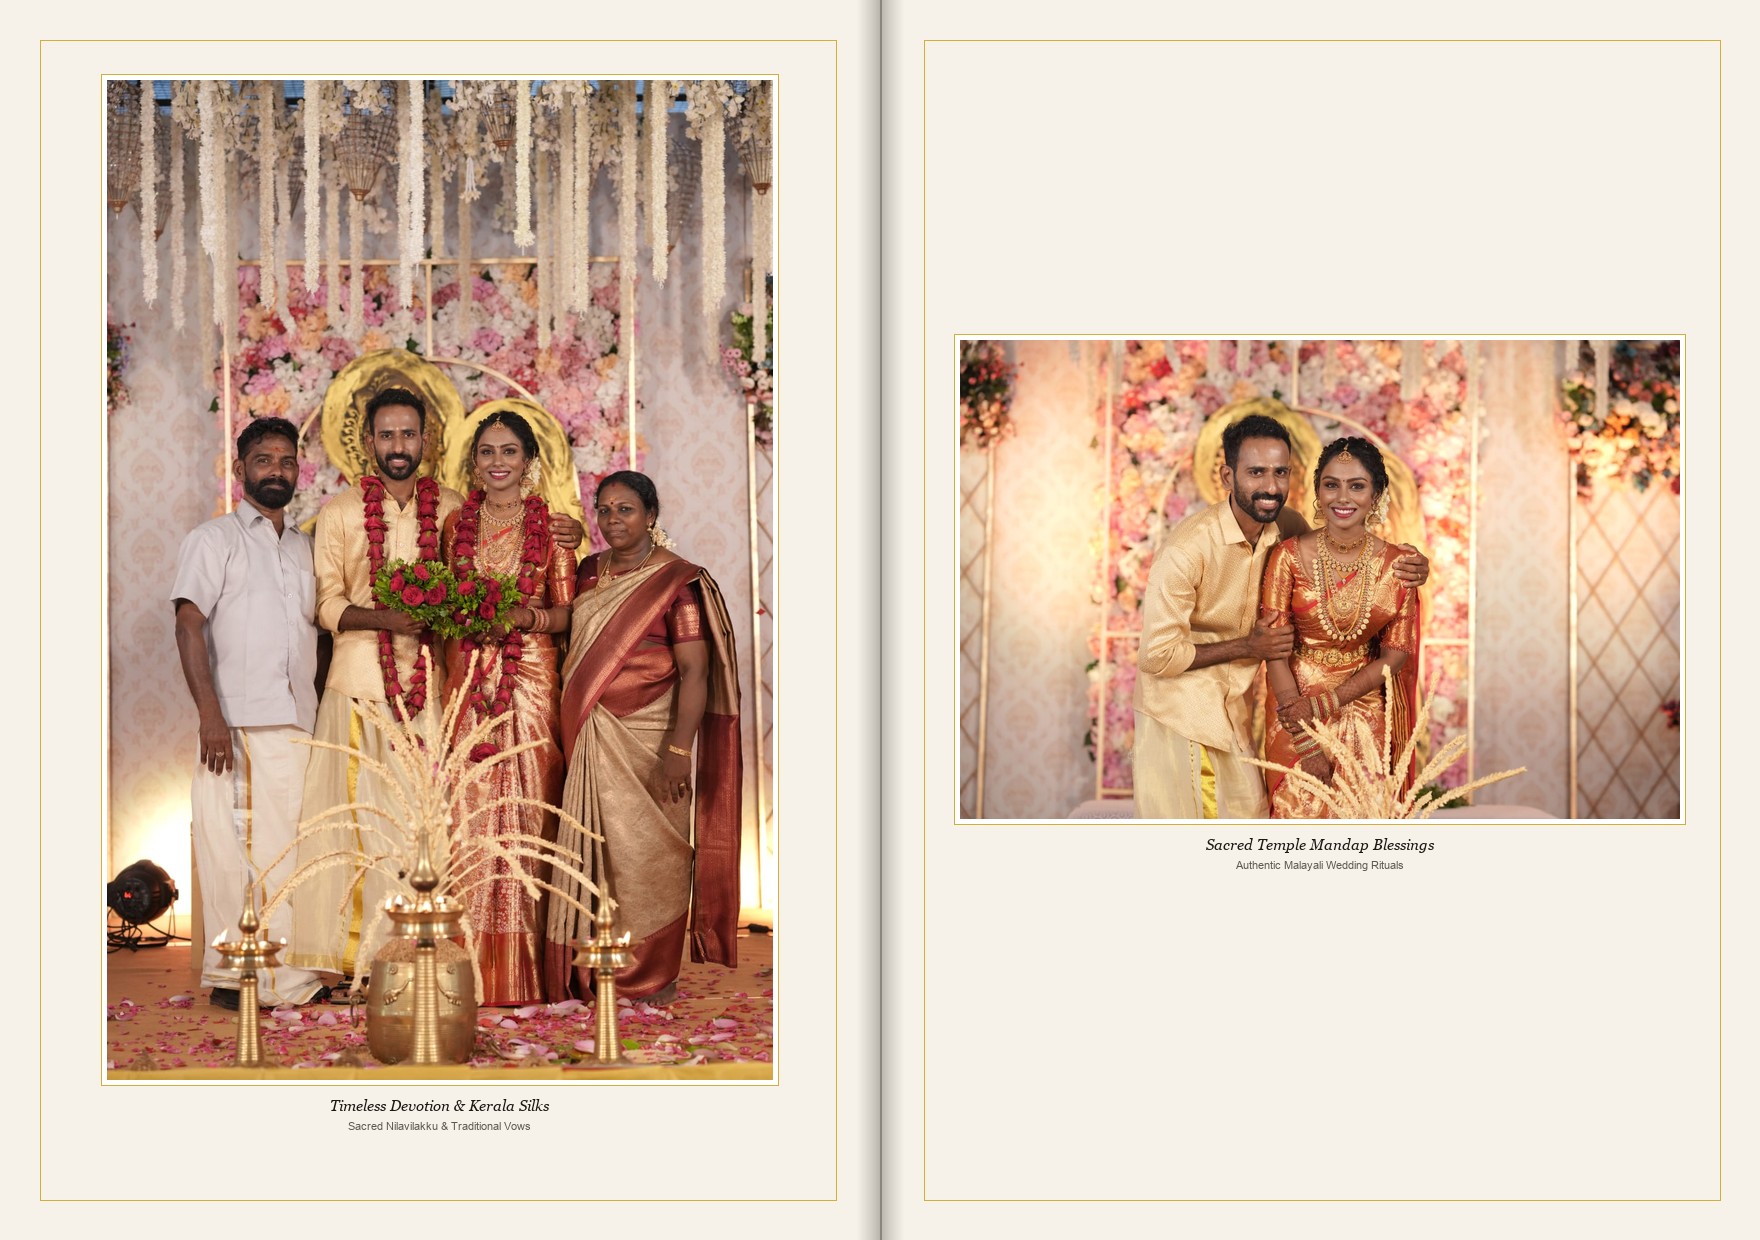 Timeless Devotion & Kerala Silks
Sacred Nilavilakku & Traditional Vows
Sacred Temple Mandap Blessings
Authentic Malayali Wedding Rituals